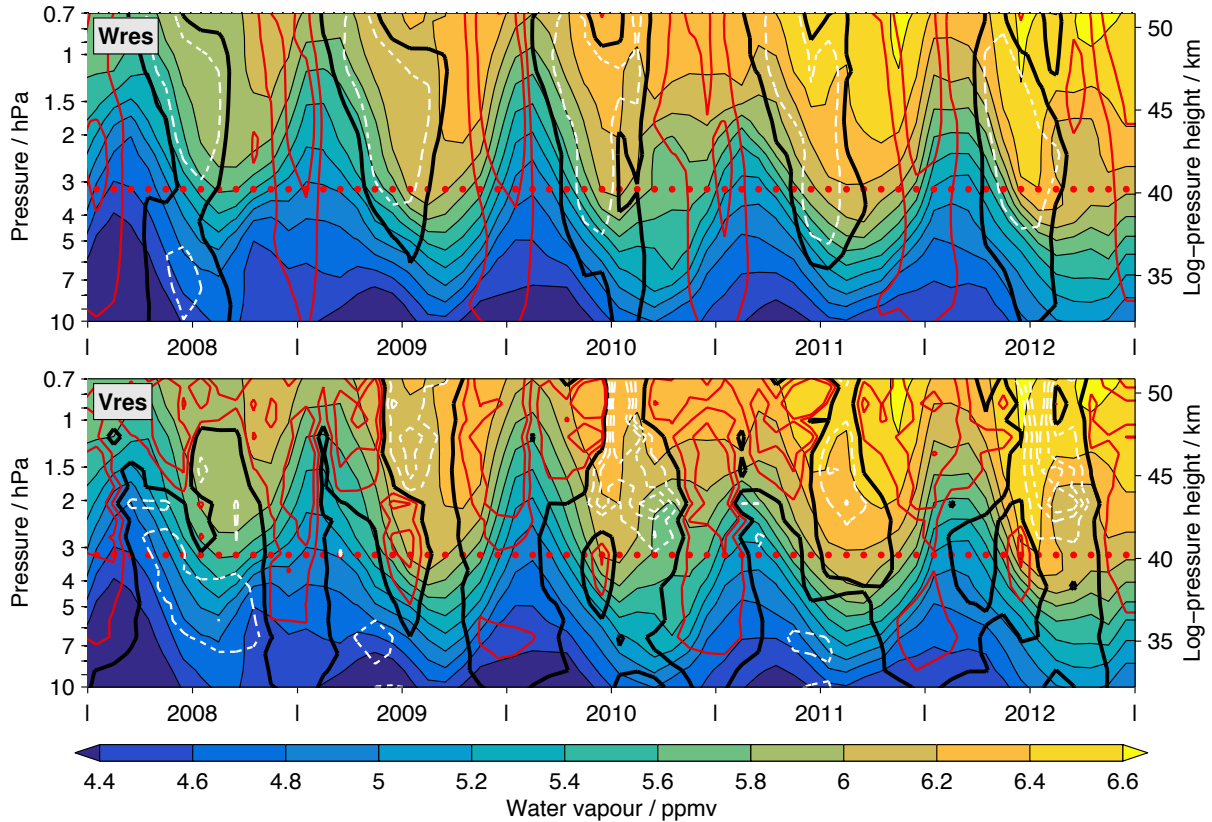 0.7
Wres
50
1
1.5
45
2
3
40
4
5
35
7
10
Pressure / hPa
Log−pressure height / km
I 2008 I 2009 I 2010 I 2011 I 2012 I
0.7
Vres
50
1
1.5
45
2
3
40
4
5
35
7
10
Pressure / hPa
Log−pressure height / km
I 2008 I 2009 I 2010 I 2011 I 2012 I
4.4 4.6 4.8 5 5.2 5.4 5.6 5.8 6 6.2 6.4 6.6
Water vapour / ppmv